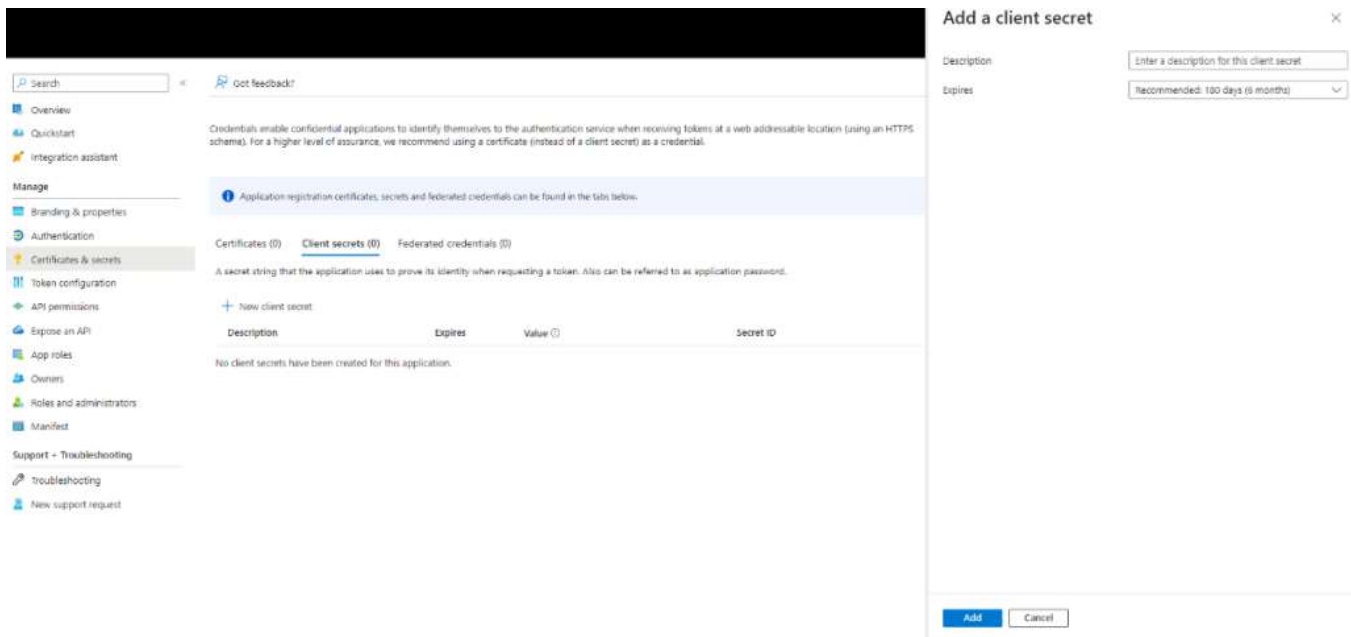 Search
Overview
Quickstart
Integration assistant
Manage
Branding & properties
Authentication
Certificates & secrets
Token configuration
API permissions
Expose an API
App roles
Owners
Roles and administrators
Manifest
Support + Troubleshooting
Troubleshooting
New support request
Got feedback?
Credentials enable confidential applications to identify themselves to the authentication service when receiving tokens at a web addressable location (using an HTTPS
scheme). For a higher level of assurance, we recommend using a certificate (instead of a client secret) as a credential.
Application registration certificates, secrets and federated credentials can be found in the tabs below.
Certificates (0) Client secrets (0) Federated credentials (0)
A secret string that the application uses to prove its identity when requesting a token. Also can be referred to as application password.
New client secret
Description Expires Value Secret ID
No client secrets have been created for this application.
Add a client secret
Description Enter a description for this client secret
Expires Recommended: 180 days (6 months)
Add Cancel